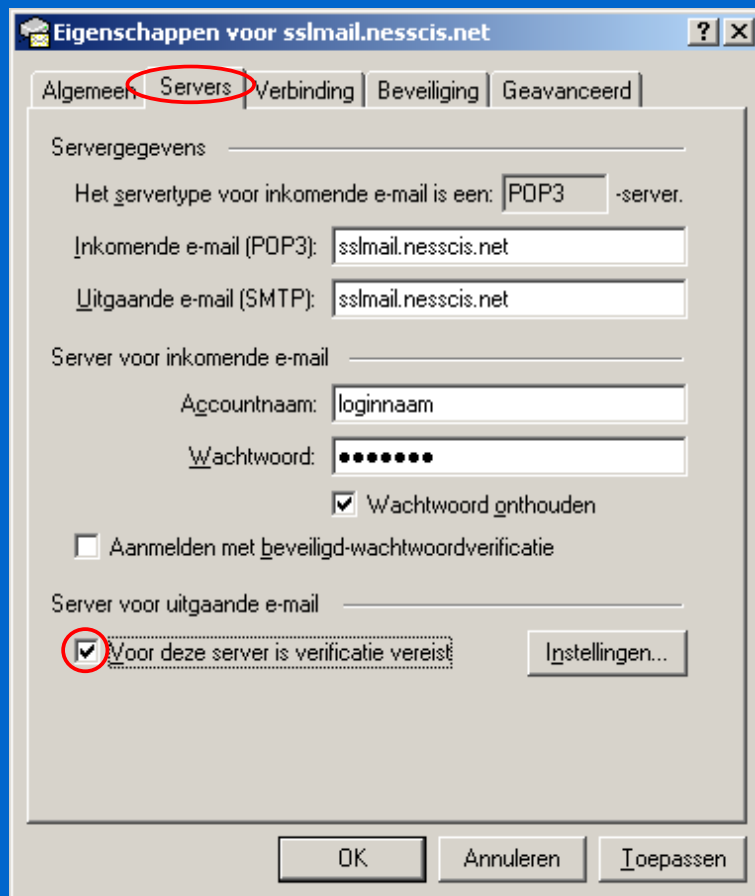 Eigenschappen voor sslmail.nesscis.net
Algemeen Servers Verbinding Beveiliging Geavanceerd
Servergegevens
Het servertype voor inkomende e-mail is een: POP3 -server.
Inkomende e-mail (POP3): sslmail.nesscis.net
Uitgaande e-mail (SMTP): sslmail.nesscis.net
Server voor inkomende e-mail
Accountnaam: loginnaam
Wachtwoord: ●●●●●●●
Wachtwoord onthouden
Aanmelden met beveiligd-wachtwoordverificatie
Server voor uitgaande e-mail
Voor deze server is verificatie vereist Instellingen...
OK Annuleren Toepassen